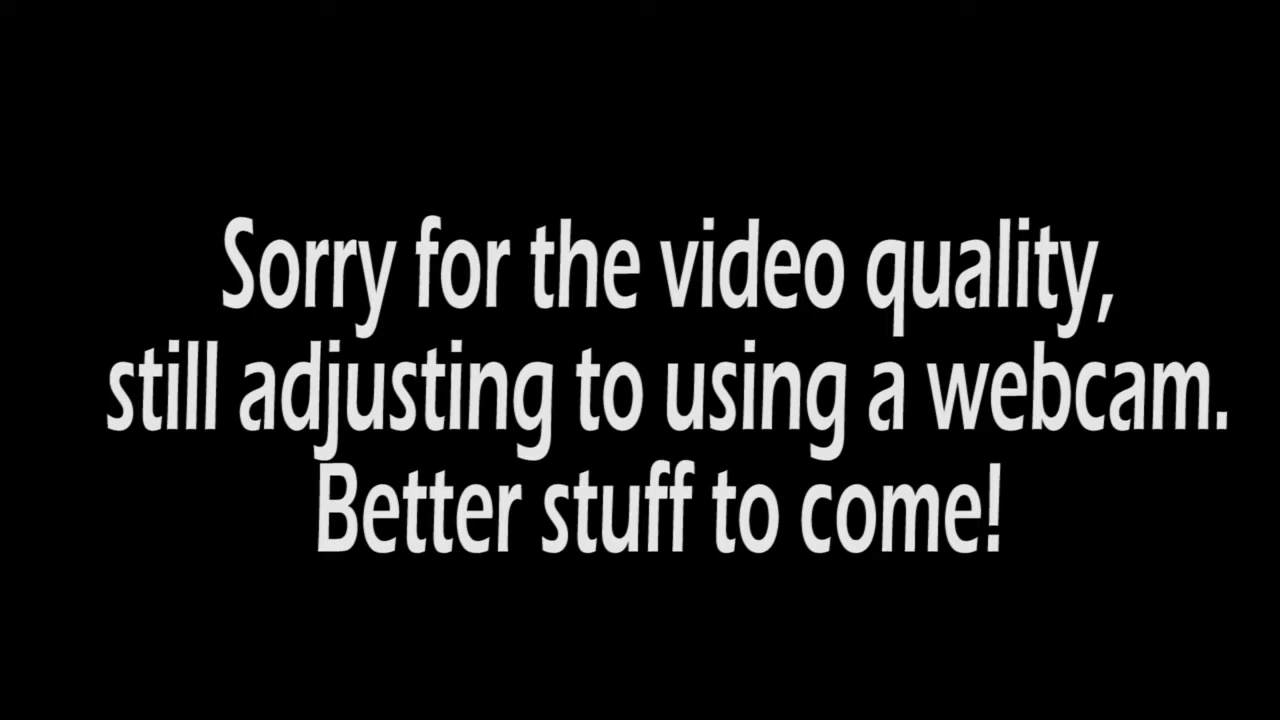 Sorry for the video quality,
still adjusting to using a webcam.
Better stuff to come!